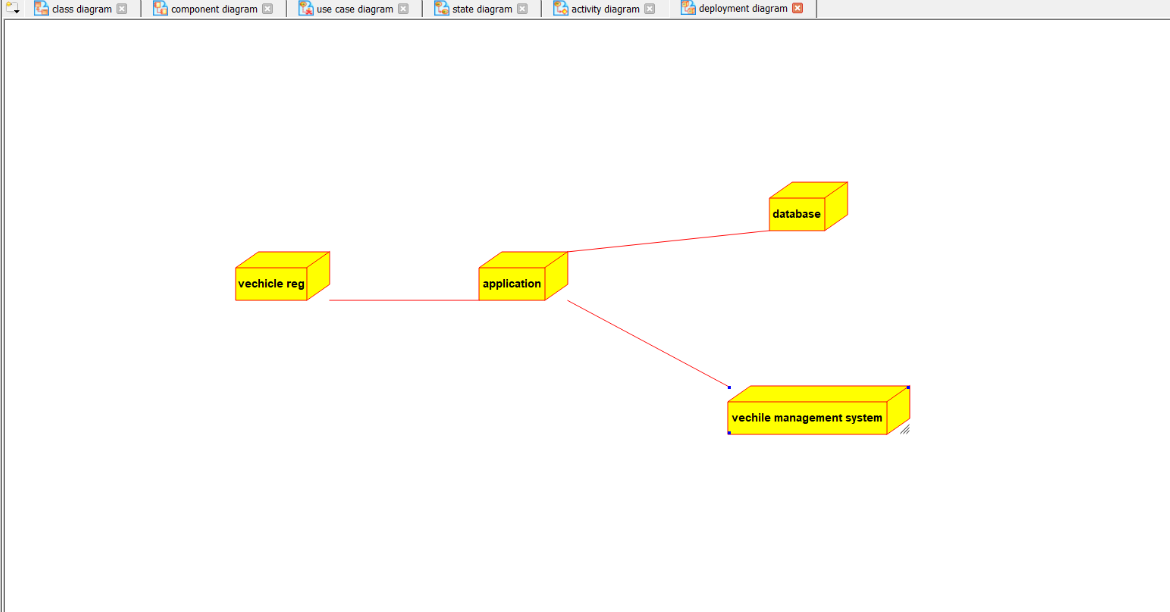 class diagram
component diagram
use case diagram
state diagram
activity diagram
deployment diagram
database
vechicle reg
application
vechile management system